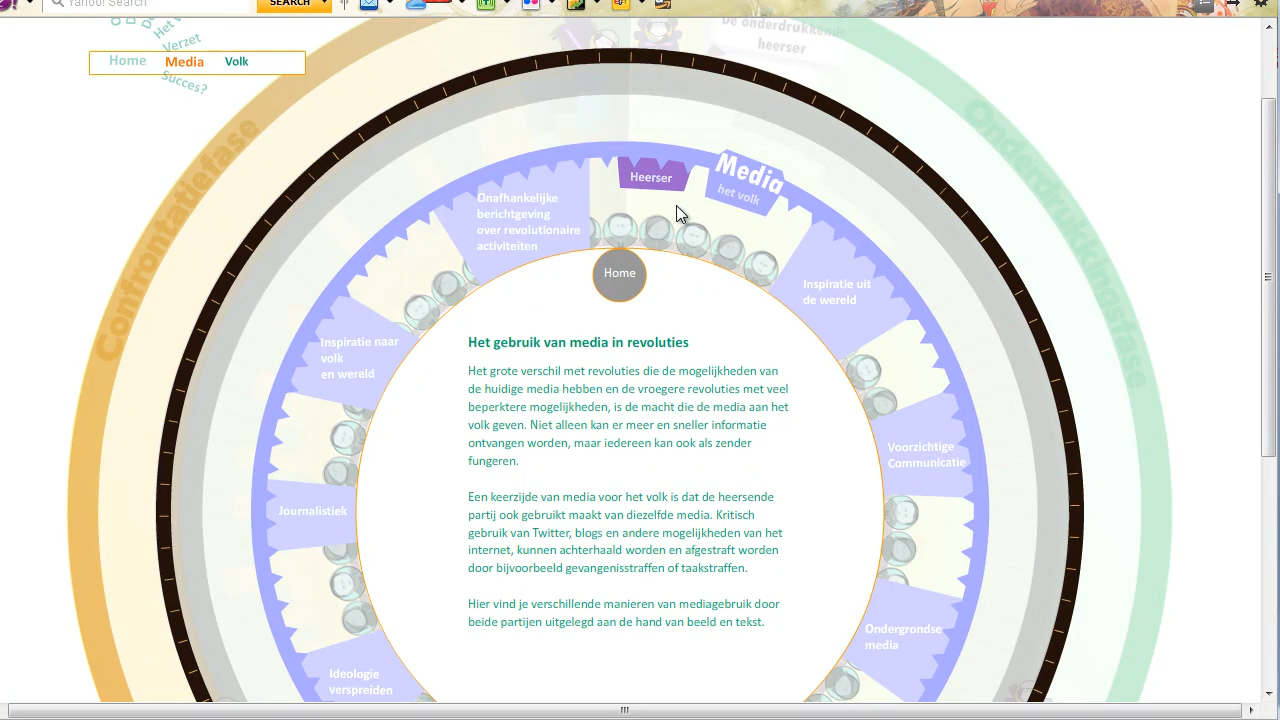 Yahoo! Search
SEARCH
Het v
Verzet
Home
Media
Volk
Succes?
De onderdrukkende
heerser
Confrontatiefase
Onderdrukkingsfase
Onafhankelijke
berichtgeving
over revolutionaire
activiteiten
Heerser
Media
het volk
Inspiratie uit
de wereld
Inspiratie naar
volk
en wereld
Voorzichtige
Communicatie
Journalistiek
Ondergrondse
media
Ideologie
verspreiden
Home
Het gebruik van media in revoluties
Het grote verschil met revoluties die de mogelijkheden van
de huidige media hebben en de vroegere revoluties met veel
beperktere mogelijkheden, is de macht die de media aan het
volk geven. Niet alleen kan er meer en sneller informatie
ontvangen worden, maar iedereen kan ook als zender
fungeren.
Een keerzijde van media voor het volk is dat de heersende
partij ook gebruikt maakt van diezelfde media. Kritisch
gebruik van Twitter, blogs en andere mogelijkheden van het
internet, kunnen achterhaald worden en afgestraft worden
door bijvoorbeeld gevangenisstraffen of taakstraffen.
Hier vind je verschillende manieren van mediagebruik door
beide partijen uitgelegd aan de hand van beeld en tekst.